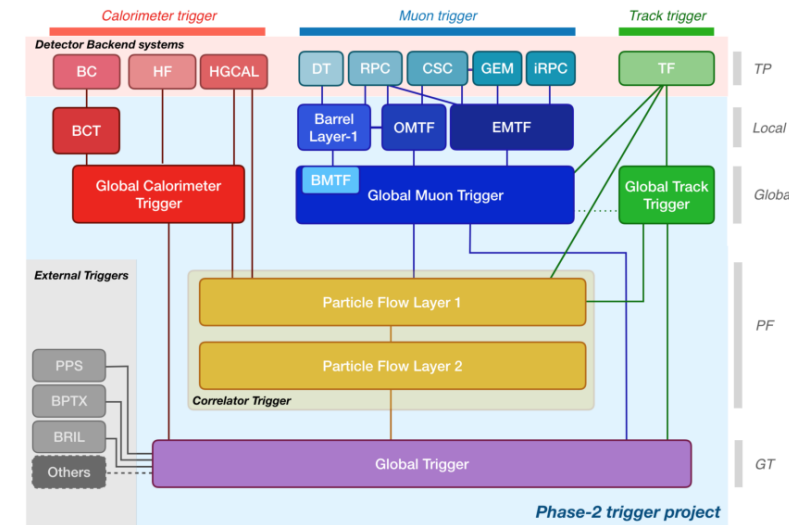 Calorimeter trigger
Muon trigger
Track trigger
Detector Backend systems
BC
HF
HGCAL
DT
RPC
CSC
GEM
iRPC
TF
TP
BCT
Barrel
Layer-1
OMTF
EMTF
Local
Global Calorimeter
Trigger
BMTF
Global Muon Trigger
Global Track
Trigger
Globa
External Triggers
Particle Flow Layer 1
PF
Particle Flow Layer 2
PPS
BPTX
Correlator Trigger
BRIL
Others
Global Trigger
GT
Phase-2 trigger project